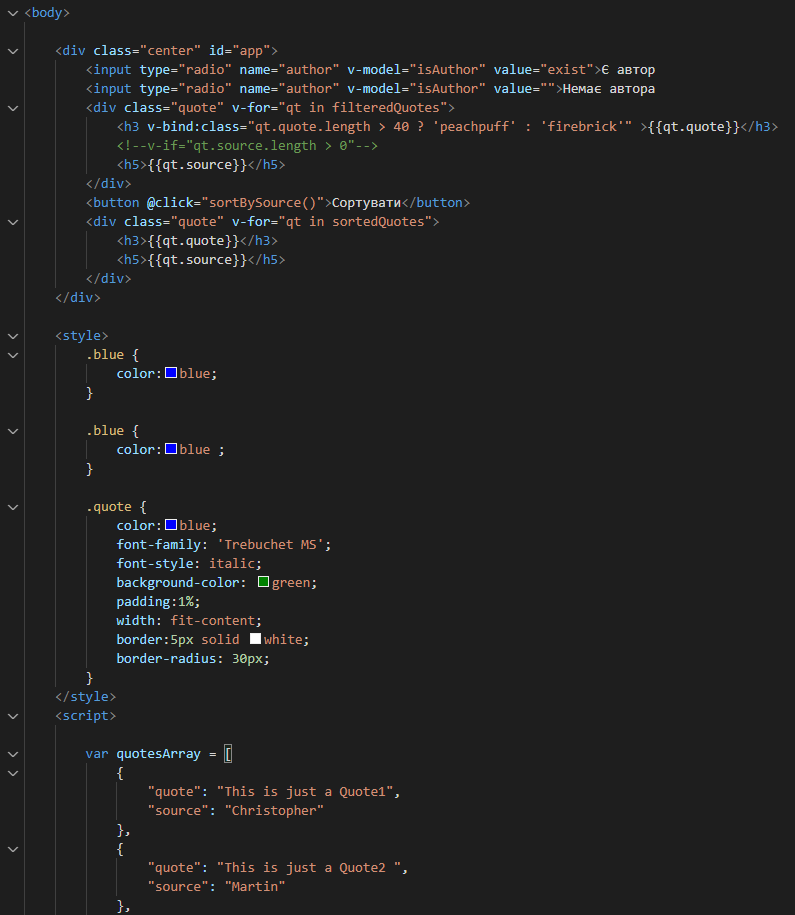 <body>
<div class="center" id="app">
<input type="radio" name="author" v-model="isAuthor" value="exist">Є автор
<input type="radio" name="author" v-model="isAuthor" value="">Немає автора
<div class="quote" v-for="qt in filteredQuotes">
<h3 v-bind:class="qt.quote.length > 40 ? 'peachpuff' : 'firebrick'" >{{qt.quote}}</h3>
<!--v-if="qt.source.length > 0"-->
<h5>{{qt.source}}</h5>
</div>
<button @click="sortBySource()">Сортувати</button>
<div class="quote" v-for="qt in sortedQuotes">
<h3>{{qt.quote}}</h3>
<h5>{{qt.source}}</h5>
</div>
</div>
<style>
.blue {
color:blue;
}
.blue {
color:blue ;
}
.quote {
color:blue;
font-family: 'Trebuchet MS';
font-style: italic;
background-color: green;
padding:1%;
width: fit-content;
border:5px solid white;
border-radius: 30px;
}
</style>
<script>
var quotesArray = [
{
"quote": "This is just a Quote1",
"source": "Christopher"
},
{
"quote": "This is just a Quote2 ",
"source": "Martin"
},